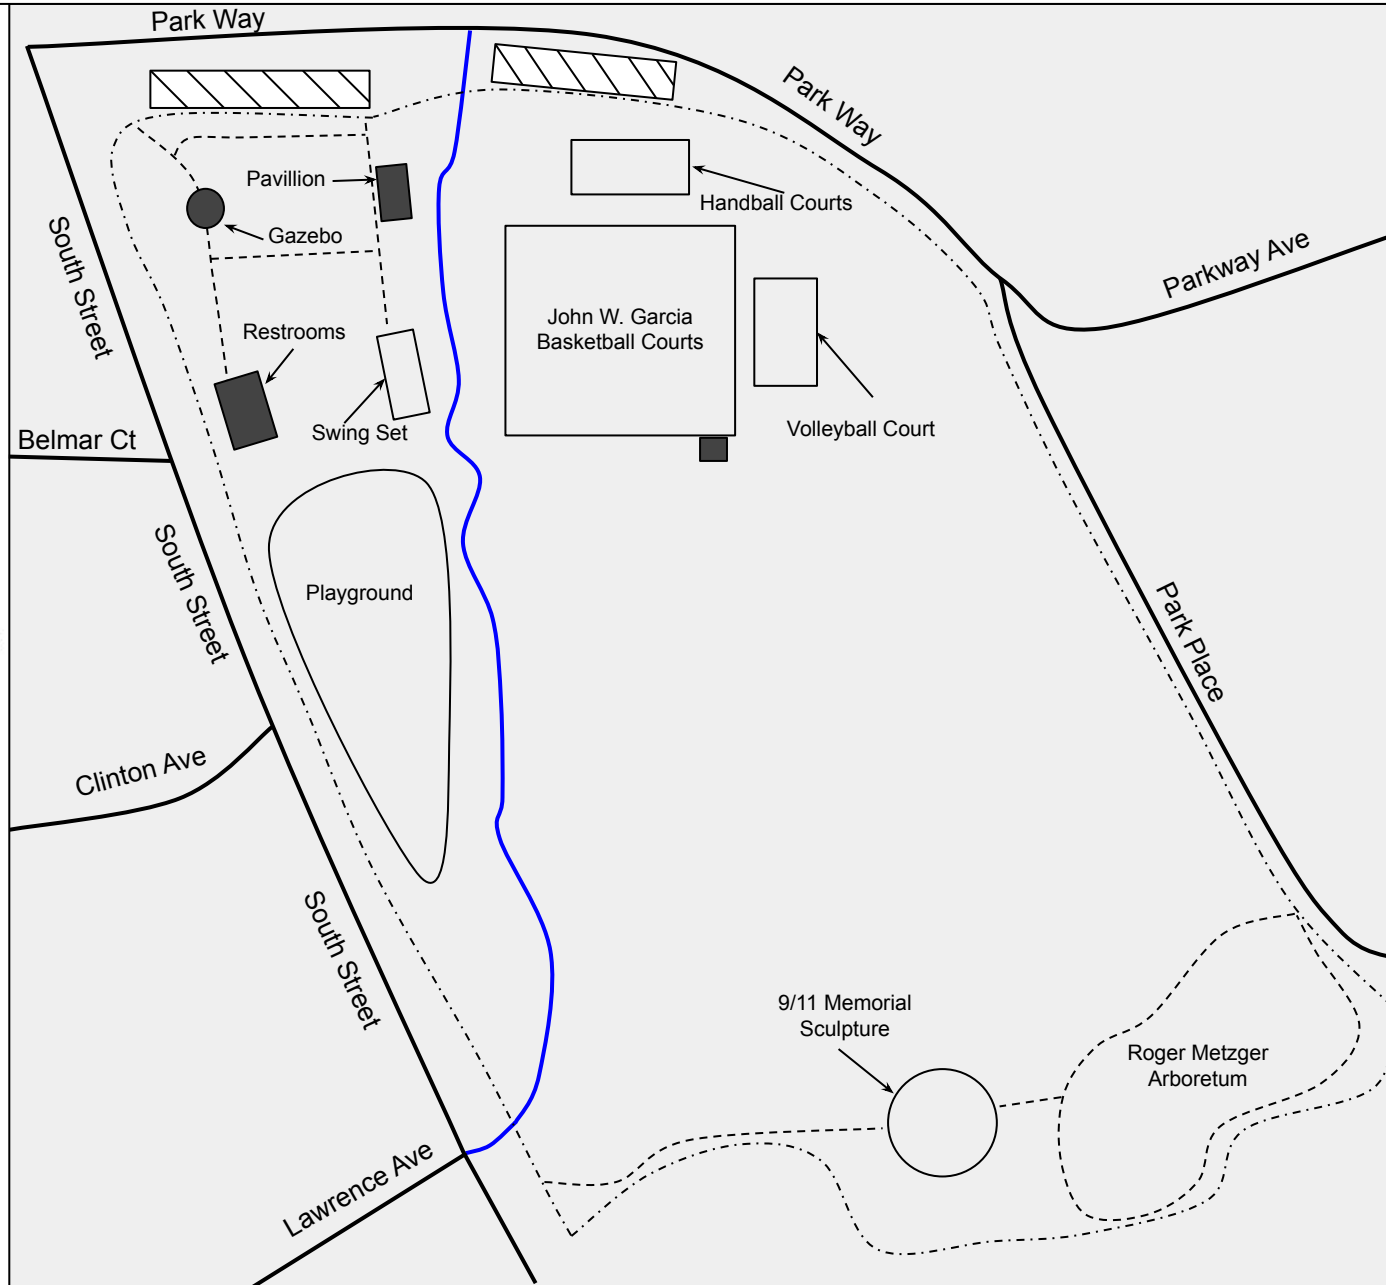 Park Way
Park Way
Pavillion
Handball Courts
Gazebo
South Street
Parkway Ave
John W. Garcia
Basketball Courts
Restrooms
Swing Set
Volleyball Court
Belmar Ct
South Street
Playground
Park Place
Clinton Ave
South Street
9/11 Memorial
Sculpture
Roger Metzger
Arboretum
Lawrence Ave